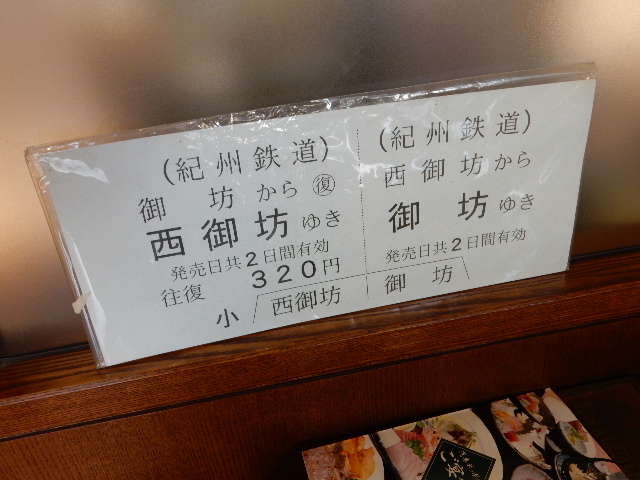 (紀州鉄道)
御坊から ㊢
西御坊ゆき
発売日共2日間有効
往復 320円
小 西御坊
(紀州鉄道)
西御坊から
御坊ゆき
発売日共2日間有効
御坊